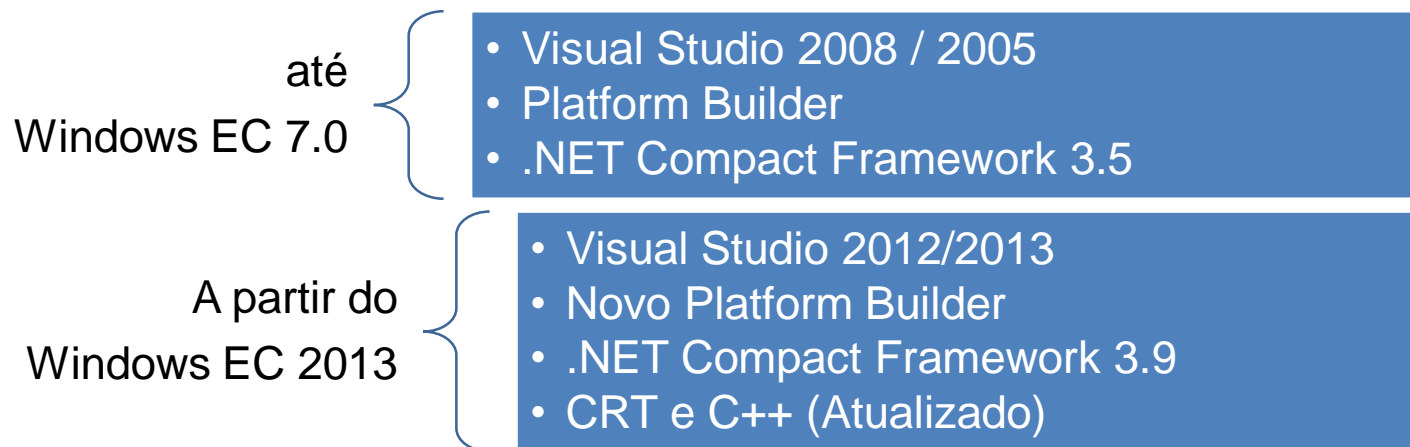 até
Windows EC 7.0
• Visual Studio 2008 / 2005
• Platform Builder
• .NET Compact Framework 3.5
A partir do
Windows EC 2013
• Visual Studio 2012/2013
• Novo Platform Builder
• .NET Compact Framework 3.9
• CRT e C++ (Atualizado)